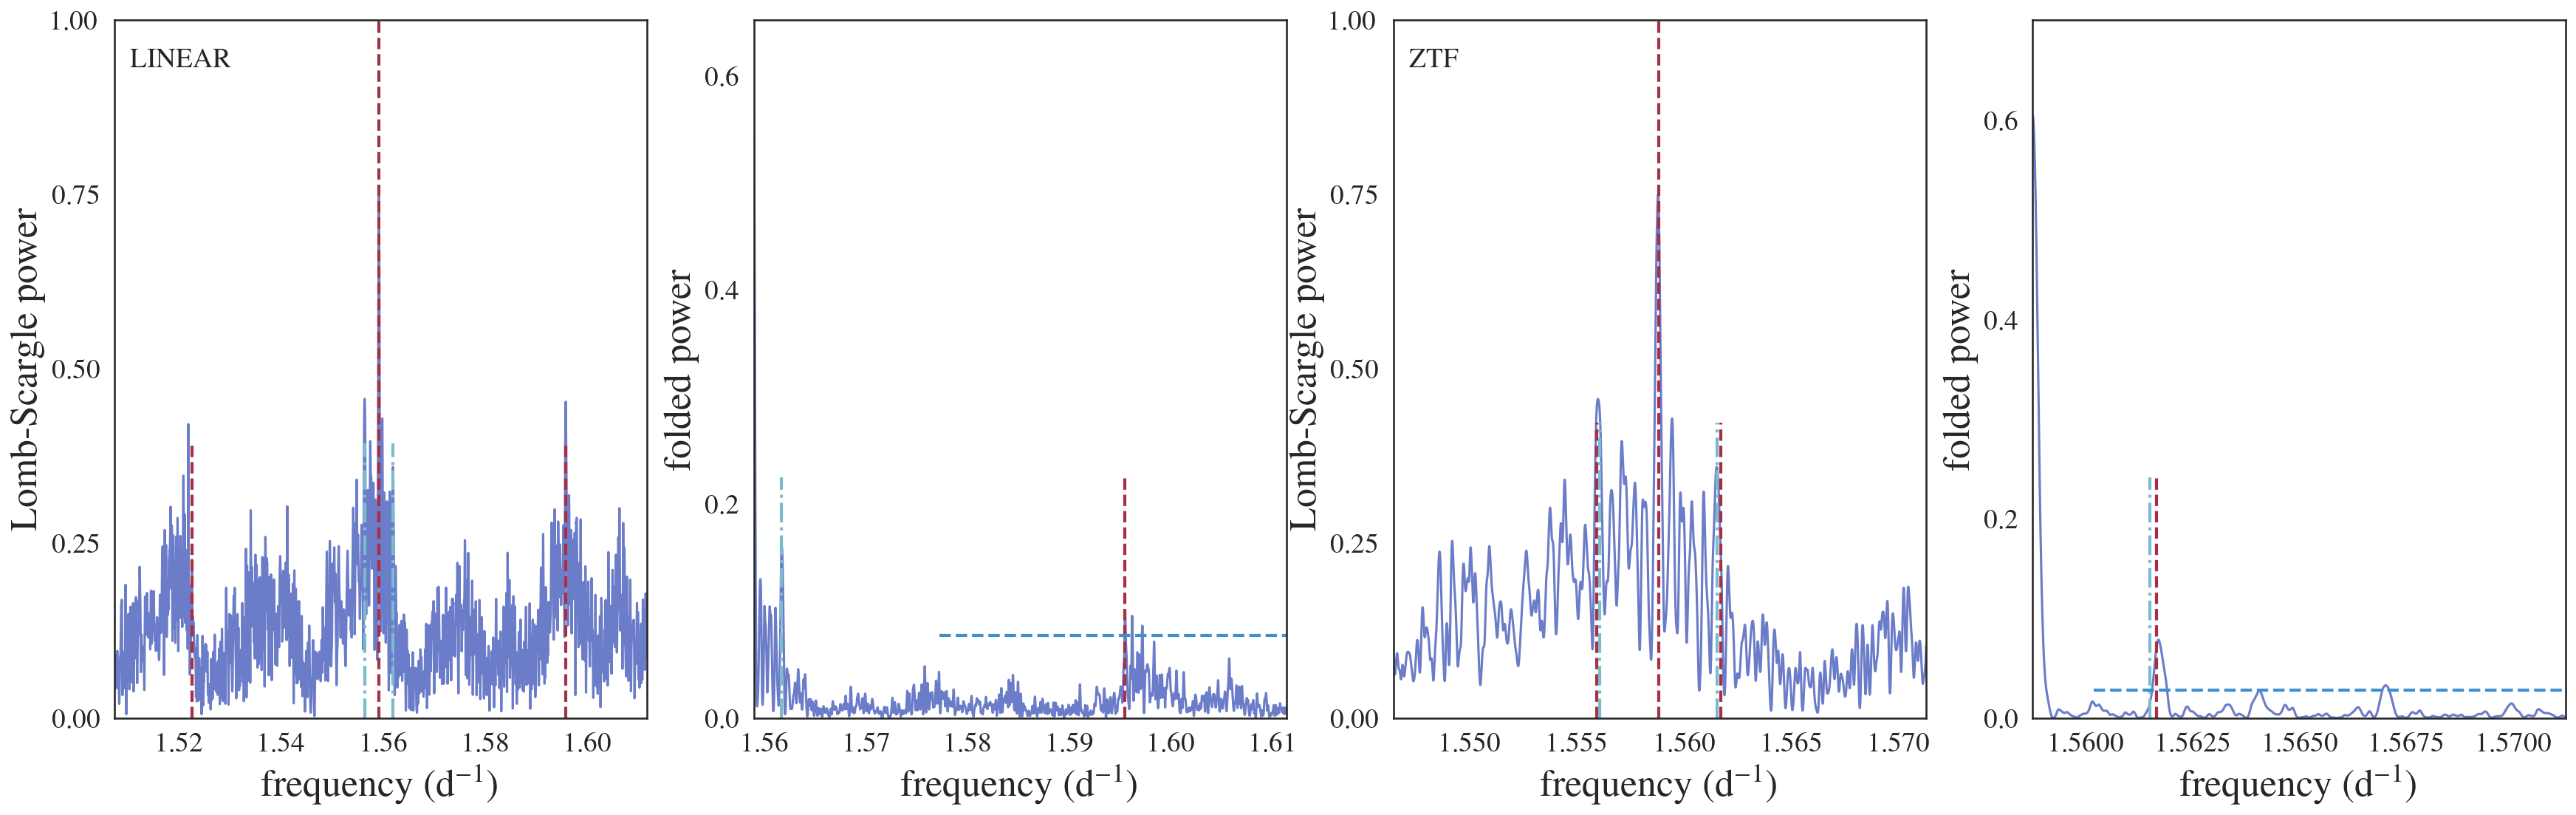 LINEAR
1.00
0.75
0.50
0.25
0.00
Lomb-Scargle power
1.52 1.54 1.56 1.58 1.60
frequency (d⁻¹)
0.6
0.4
0.2
0.0
folded power
1.56 1.57 1.58 1.59 1.60 1.61
frequency (d⁻¹)
ZTF
1.00
0.75
0.50
0.25
0.00
Lomb-Scargle power
1.550 1.555 1.560 1.565 1.570
frequency (d⁻¹)
0.6
0.4
0.2
0.0
folded power
1.5600 1.5625 1.5650 1.5675 1.5700
frequency (d⁻¹)